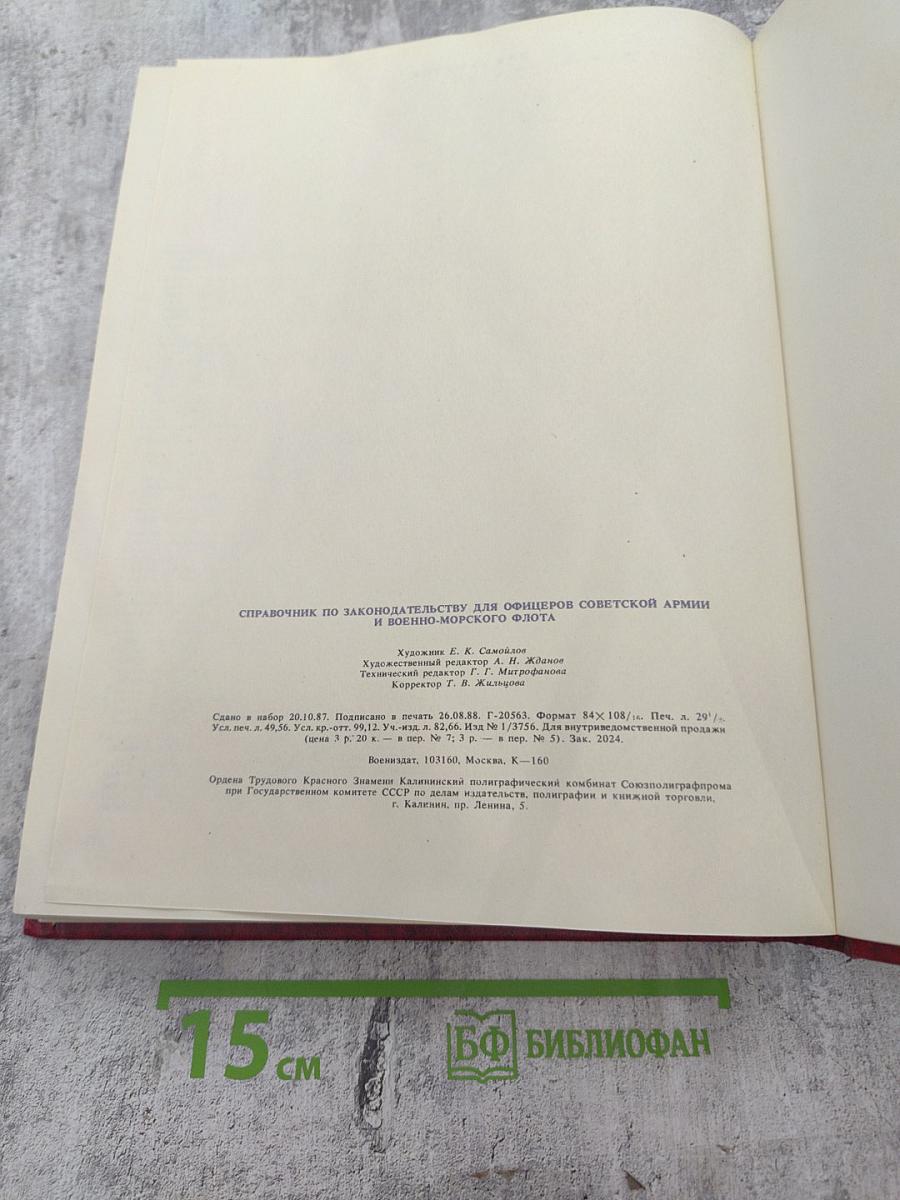 СПРАВОЧНИК ПО ЗАКОНОДАТЕЛЬСТВУ ДЛЯ ОФИЦЕРОВ СОВЕТСКОЙ АРМИИ
И ВОЕННО-МОРСКОГО ФЛОТА
Художник Е. К. Самойлов
Художественный редактор А. Н. Жданов
Технический редактор Г. Г. Митрофанова
Корректор Т. В. Жильцова
Сдано в набор 20.10.87. Подписано в печать 26.08.88. Г-20563. Формат 84×108/16. Печ. л. 29 1/2.
Усл. печ. л. 49,56. Усл. кр.-отт. 99,12. Уч.-изд. л. 82,66. Изд № 1/3756. Для внутриведомственной продажи
(цена 3 р. 20 к. — в пер. № 7; 3 р. — в пер. № 5). Зак. 2024.
Воениздат, 103160, Москва, К—160
Ордена Трудового Красного Знамени Калининский полиграфический комбинат Союзполиграфпрома
при Государственном комитете СССР по делам издательств, полиграфии и книжной торговли,
г. Калинин, пр. Ленина, 5.
15 см
БФ БИБЛИОФАН